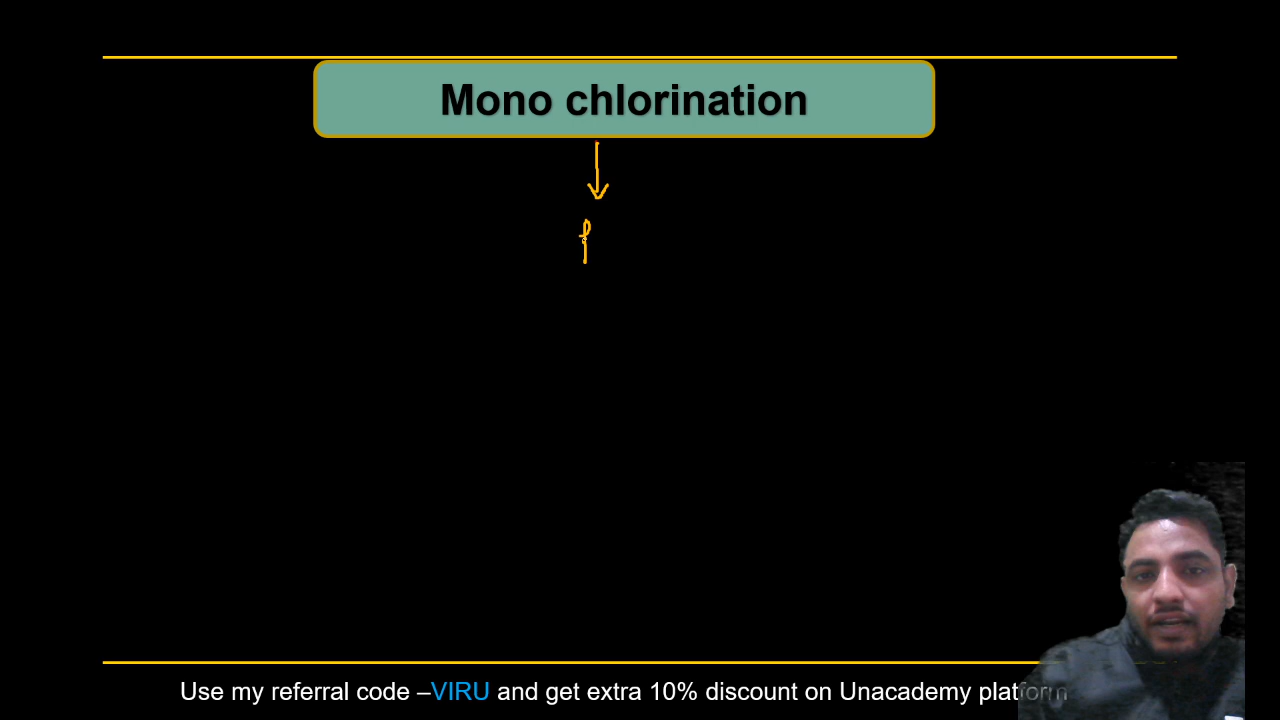 Mono chlorination
Use my referral code –VIRU and get extra 10% discount on Unacademy platform